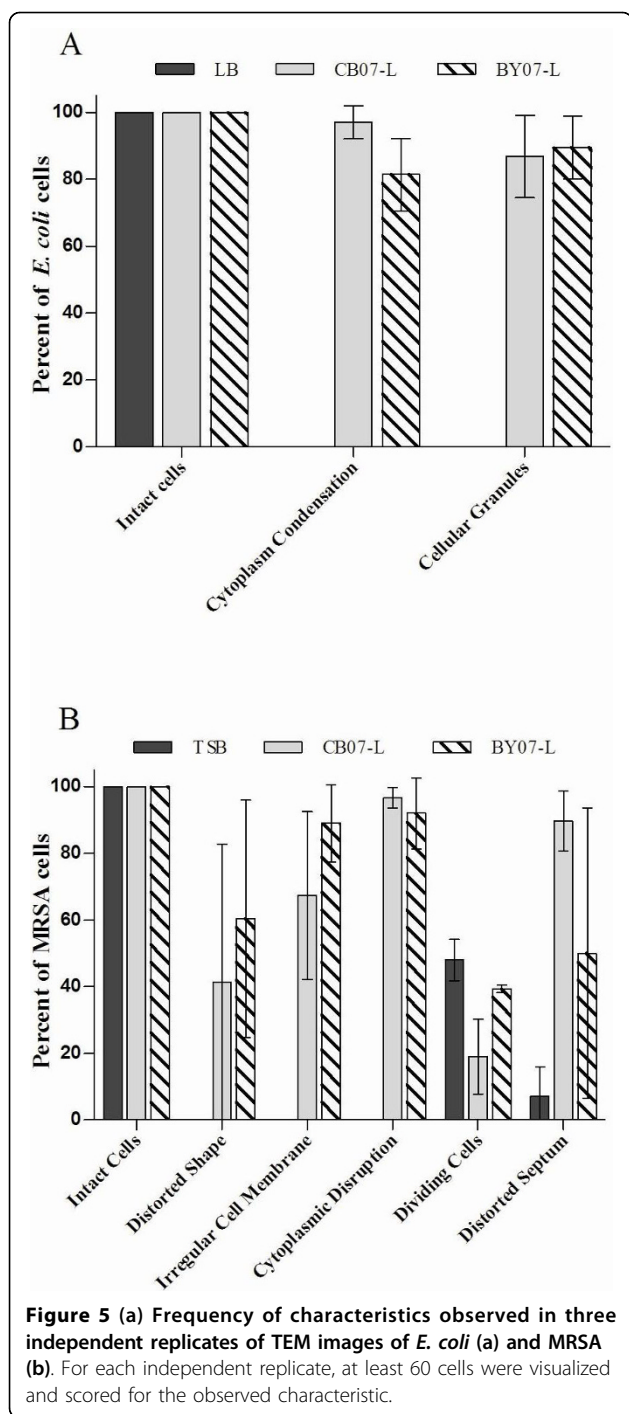 A
LB CB07-L BY07-L
Percent of E. coli cells
100
80
60
40
20
0
Intact cells
Cytoplasm Condensation
Cellular Granules
B
TSB CB07-L BY07-L
Percent of MRSA cells
100
80
60
40
20
0
Intact Cells
Distorted Shape
Irregular Cell Membrane
Cytoplasmic Disruption
Dividing Cells
Distorted Septum
Figure 5 (a) Frequency of characteristics observed in three
independent replicates of TEM images of E. coli (a) and MRSA
(b). For each independent replicate, at least 60 cells were visualized
and scored for the observed characteristic.